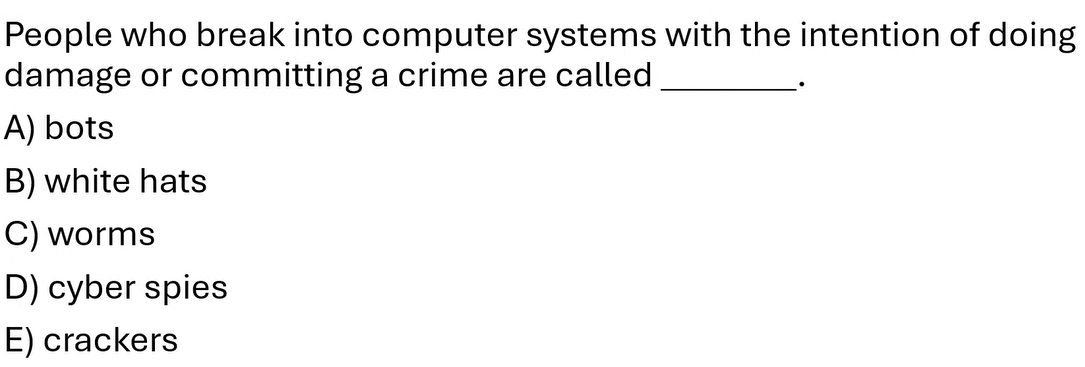 People who break into computer systems with the intention of doing
damage or committing a crime are called ________.
A) bots
B) white hats
C) worms
D) cyber spies
E) crackers